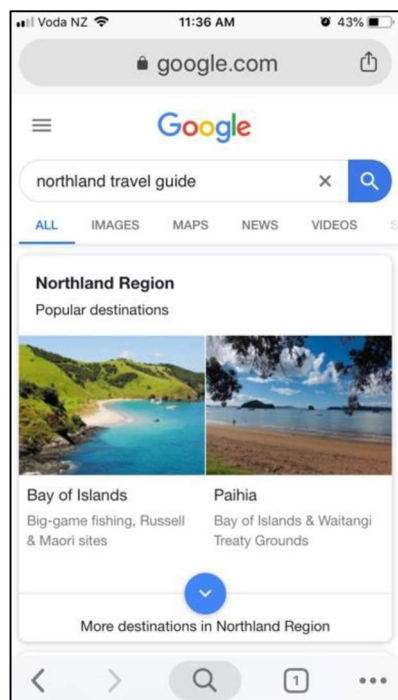 Voda NZ 11:36 AM 43%
google.com
Google
northland travel guide
ALL IMAGES MAPS NEWS VIDEOS S
Northland Region
Popular destinations
Bay of Islands
Big-game fishing, Russell
& Maori sites
Paihia
Bay of Islands & Waitangi
Treaty Grounds
More destinations in Northland Region
1